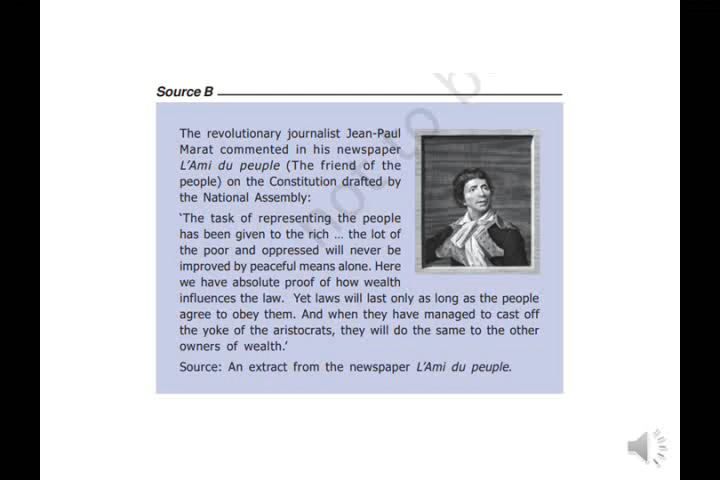 Source B
The revolutionary journalist Jean-Paul
Marat commented in his newspaper
L'Ami du peuple (The friend of the
people) on the Constitution drafted by
the National Assembly:
'The task of representing the people
has been given to the rich … the lot of
the poor and oppressed will never be
improved by peaceful means alone. Here
we have absolute proof of how wealth
influences the law. Yet laws will last only as long as the people
agree to obey them. And when they have managed to cast off
the yoke of the aristocrats, they will do the same to the other
owners of wealth.'
Source: An extract from the newspaper L'Ami du peuple.
not to b